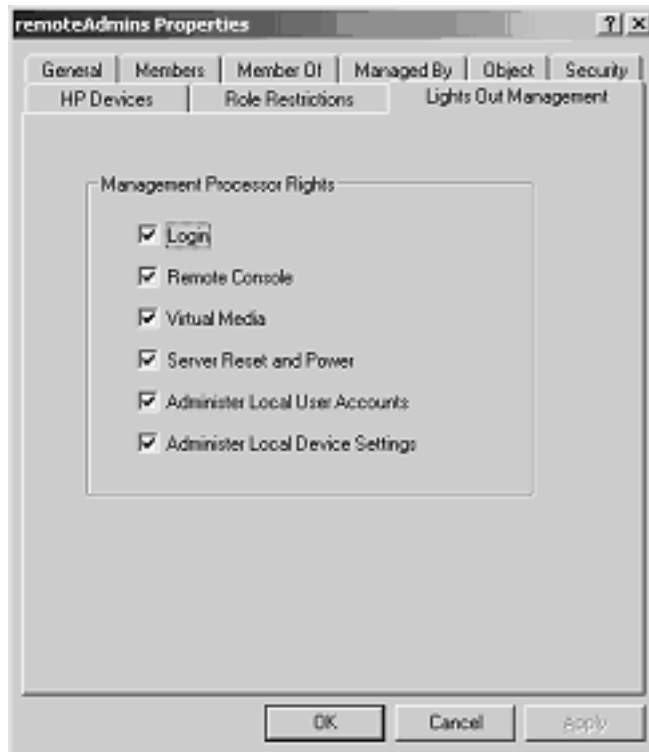 remoteAdmins Properties
General Members Member Of Managed By Object Security
HP Devices Role Restrictions Lights Out Management
Management Processor Rights
Login
Remote Console
Virtual Media
Server Reset and Power
Administer Local User Accounts
Administer Local Device Settings
OK Cancel Apply